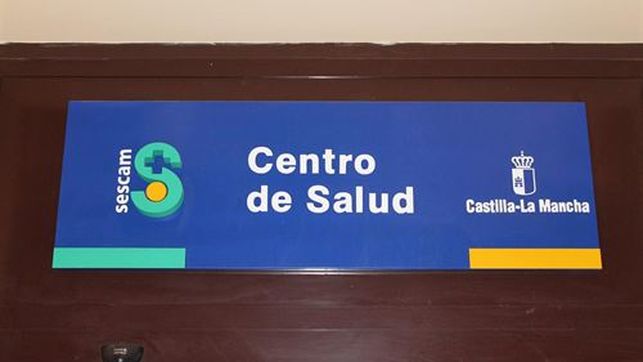 sescam
Centro
de Salud
Castilla-La Mancha